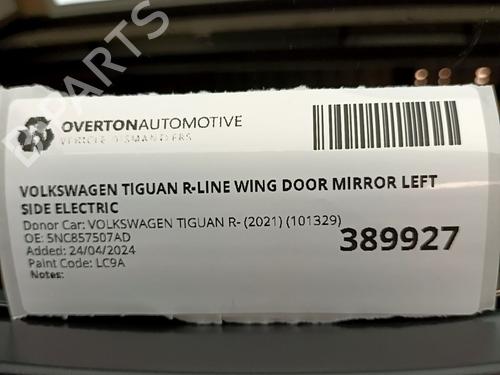 OVERTONAUTOMOTIVE
VEHICLE DISMANTLERS
VOLKSWAGEN TIGUAN R-LINE WING DOOR MIRROR LEFT
SIDE ELECTRIC
Donor Car: VOLKSWAGEN TIGUAN R- (2021) (101329)
OE: 5NC857507AD
Added: 24/04/2024
Paint Code: LC9A
Notes:
389927
B-PARTS